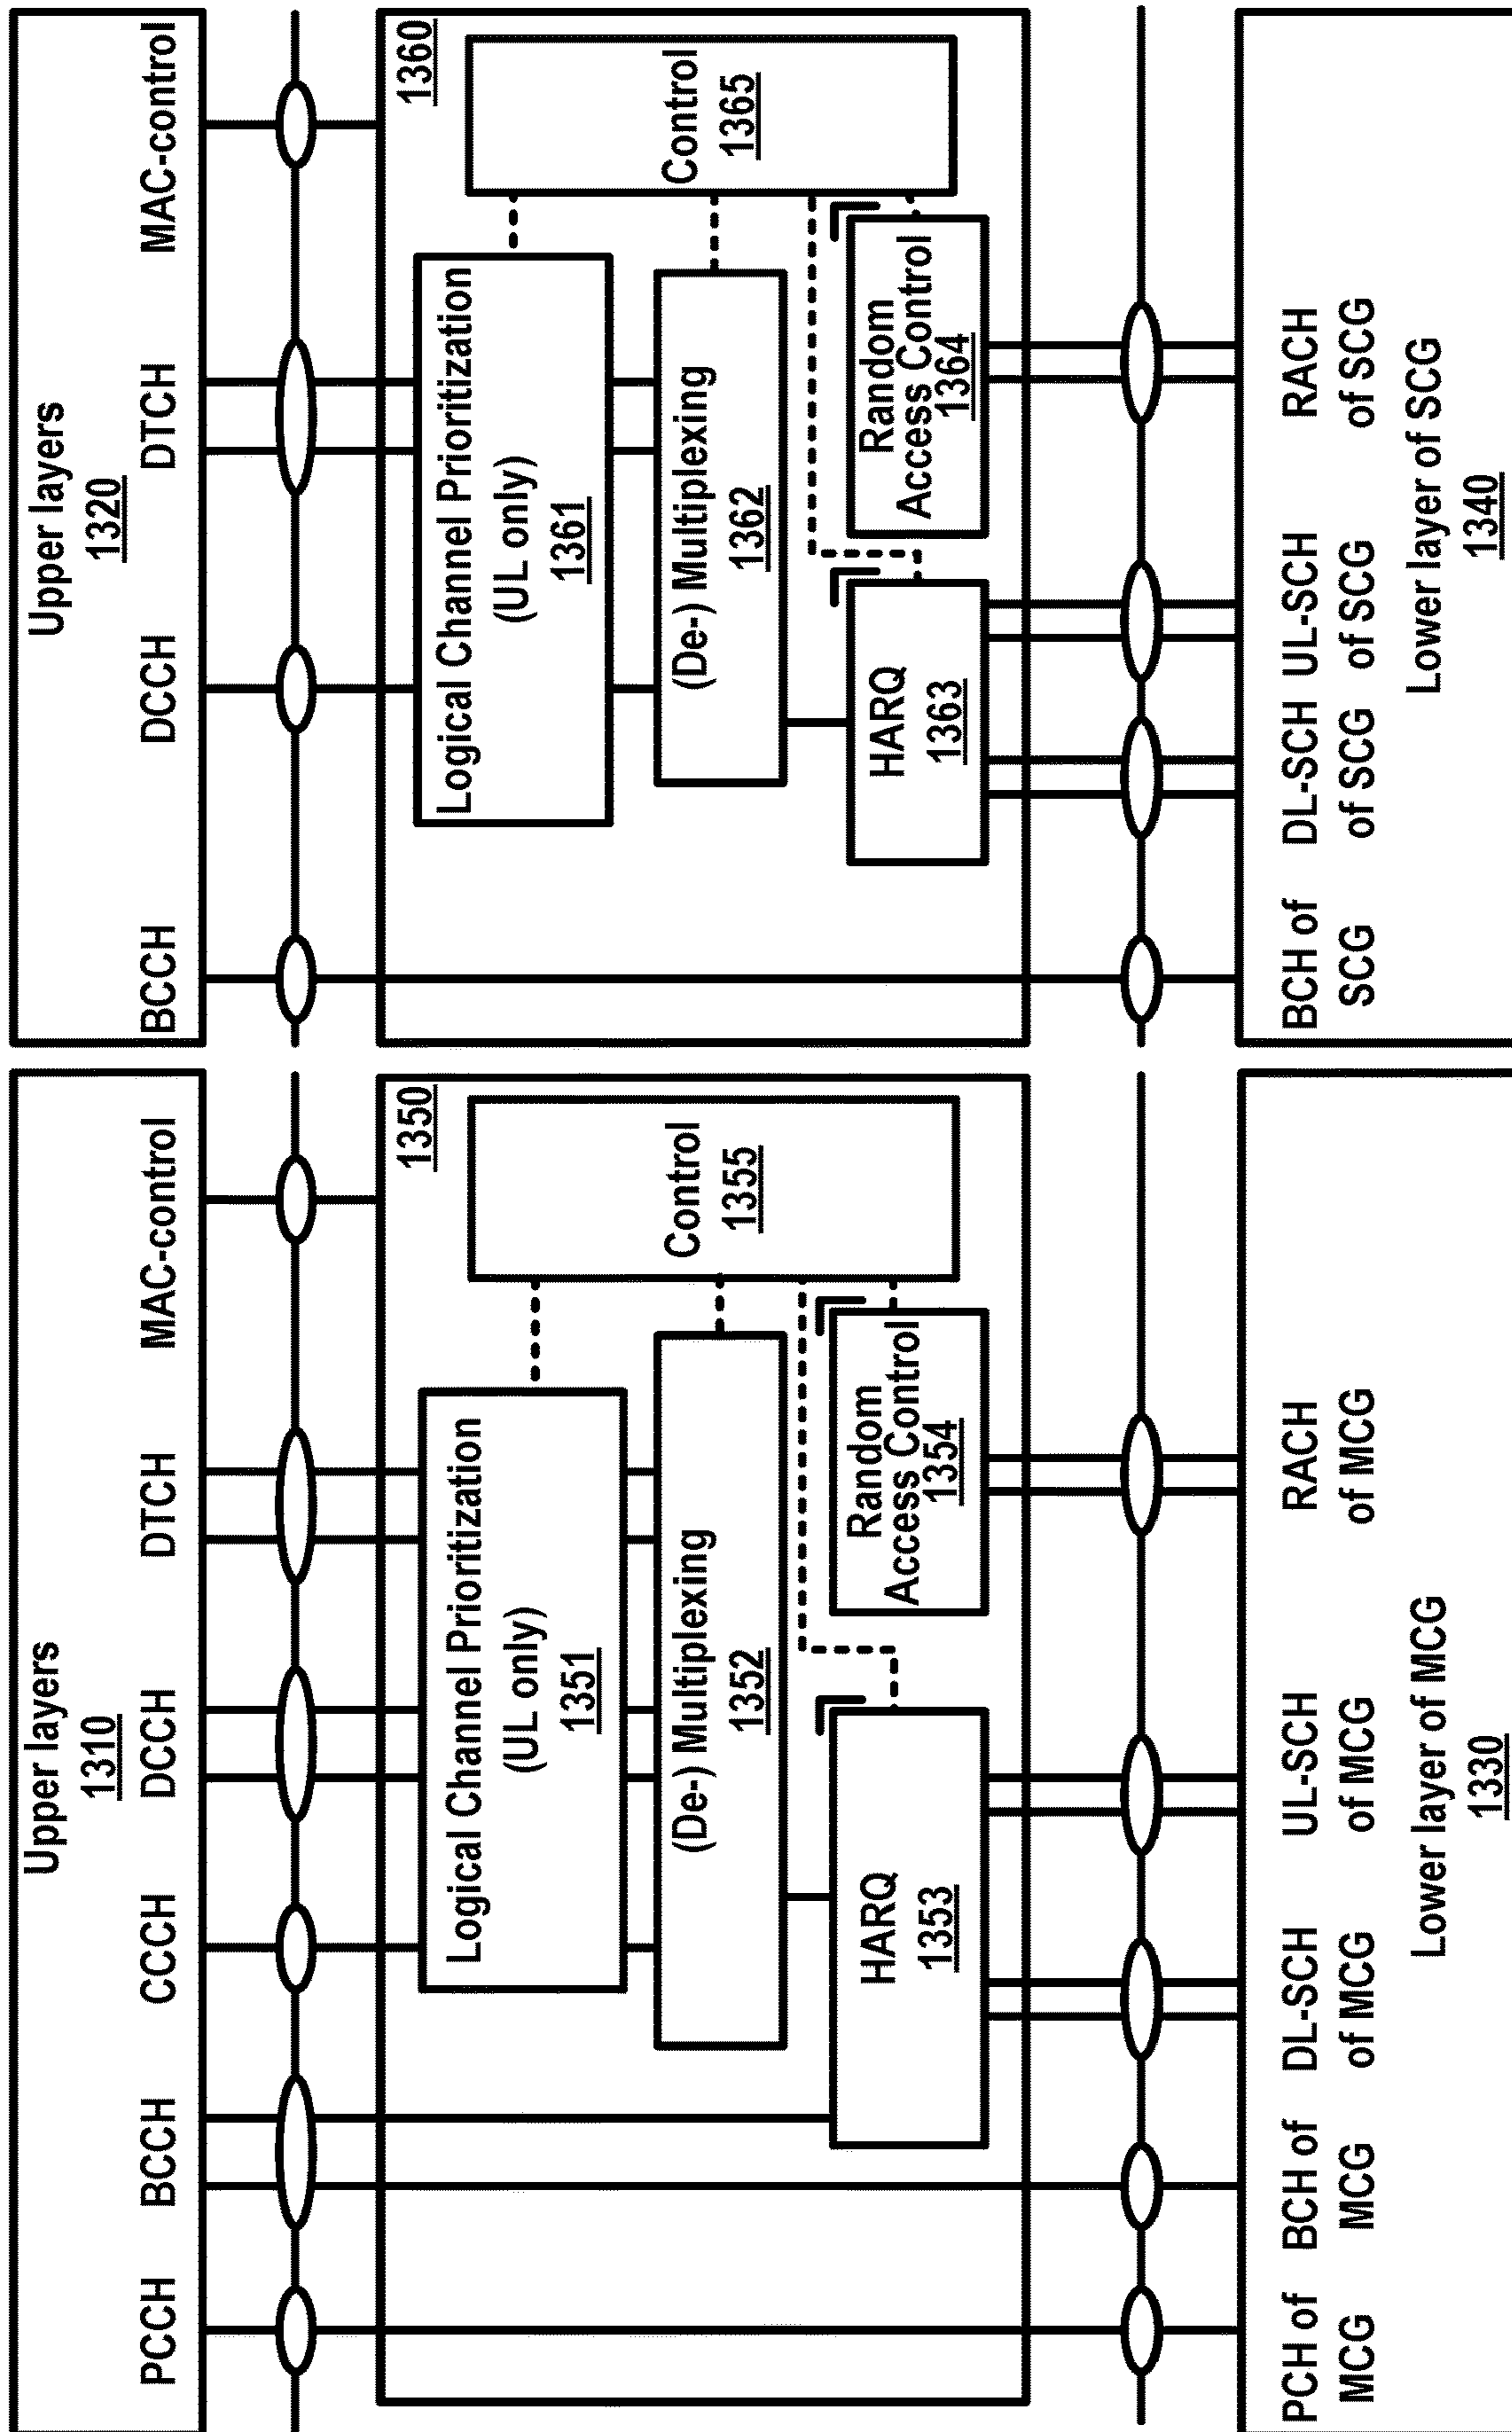 Upper layers
1310
PCCH BCCH CCCH DCCH DTCH MAC-control
1350
Logical Channel Prioritization
(UL only)
1351
(De-) Multiplexing
1352
HARQ
1353
Random
Access Control
1354
Control
1355
PCH of
MCG
BCH of
MCG
DL-SCH
of MCG
UL-SCH
of MCG
RACH
of MCG
Lower layer of MCG
1330
Upper layers
1320
BCCH DCCH DTCH MAC-control
1360
Logical Channel Prioritization
(UL only)
1361
(De-) Multiplexing
1362
HARQ
1363
Random
Access Control
1364
Control
1365
BCH of
SCG
DL-SCH
of SCG
UL-SCH
of SCG
RACH
of SCG
Lower layer of SCG
1340